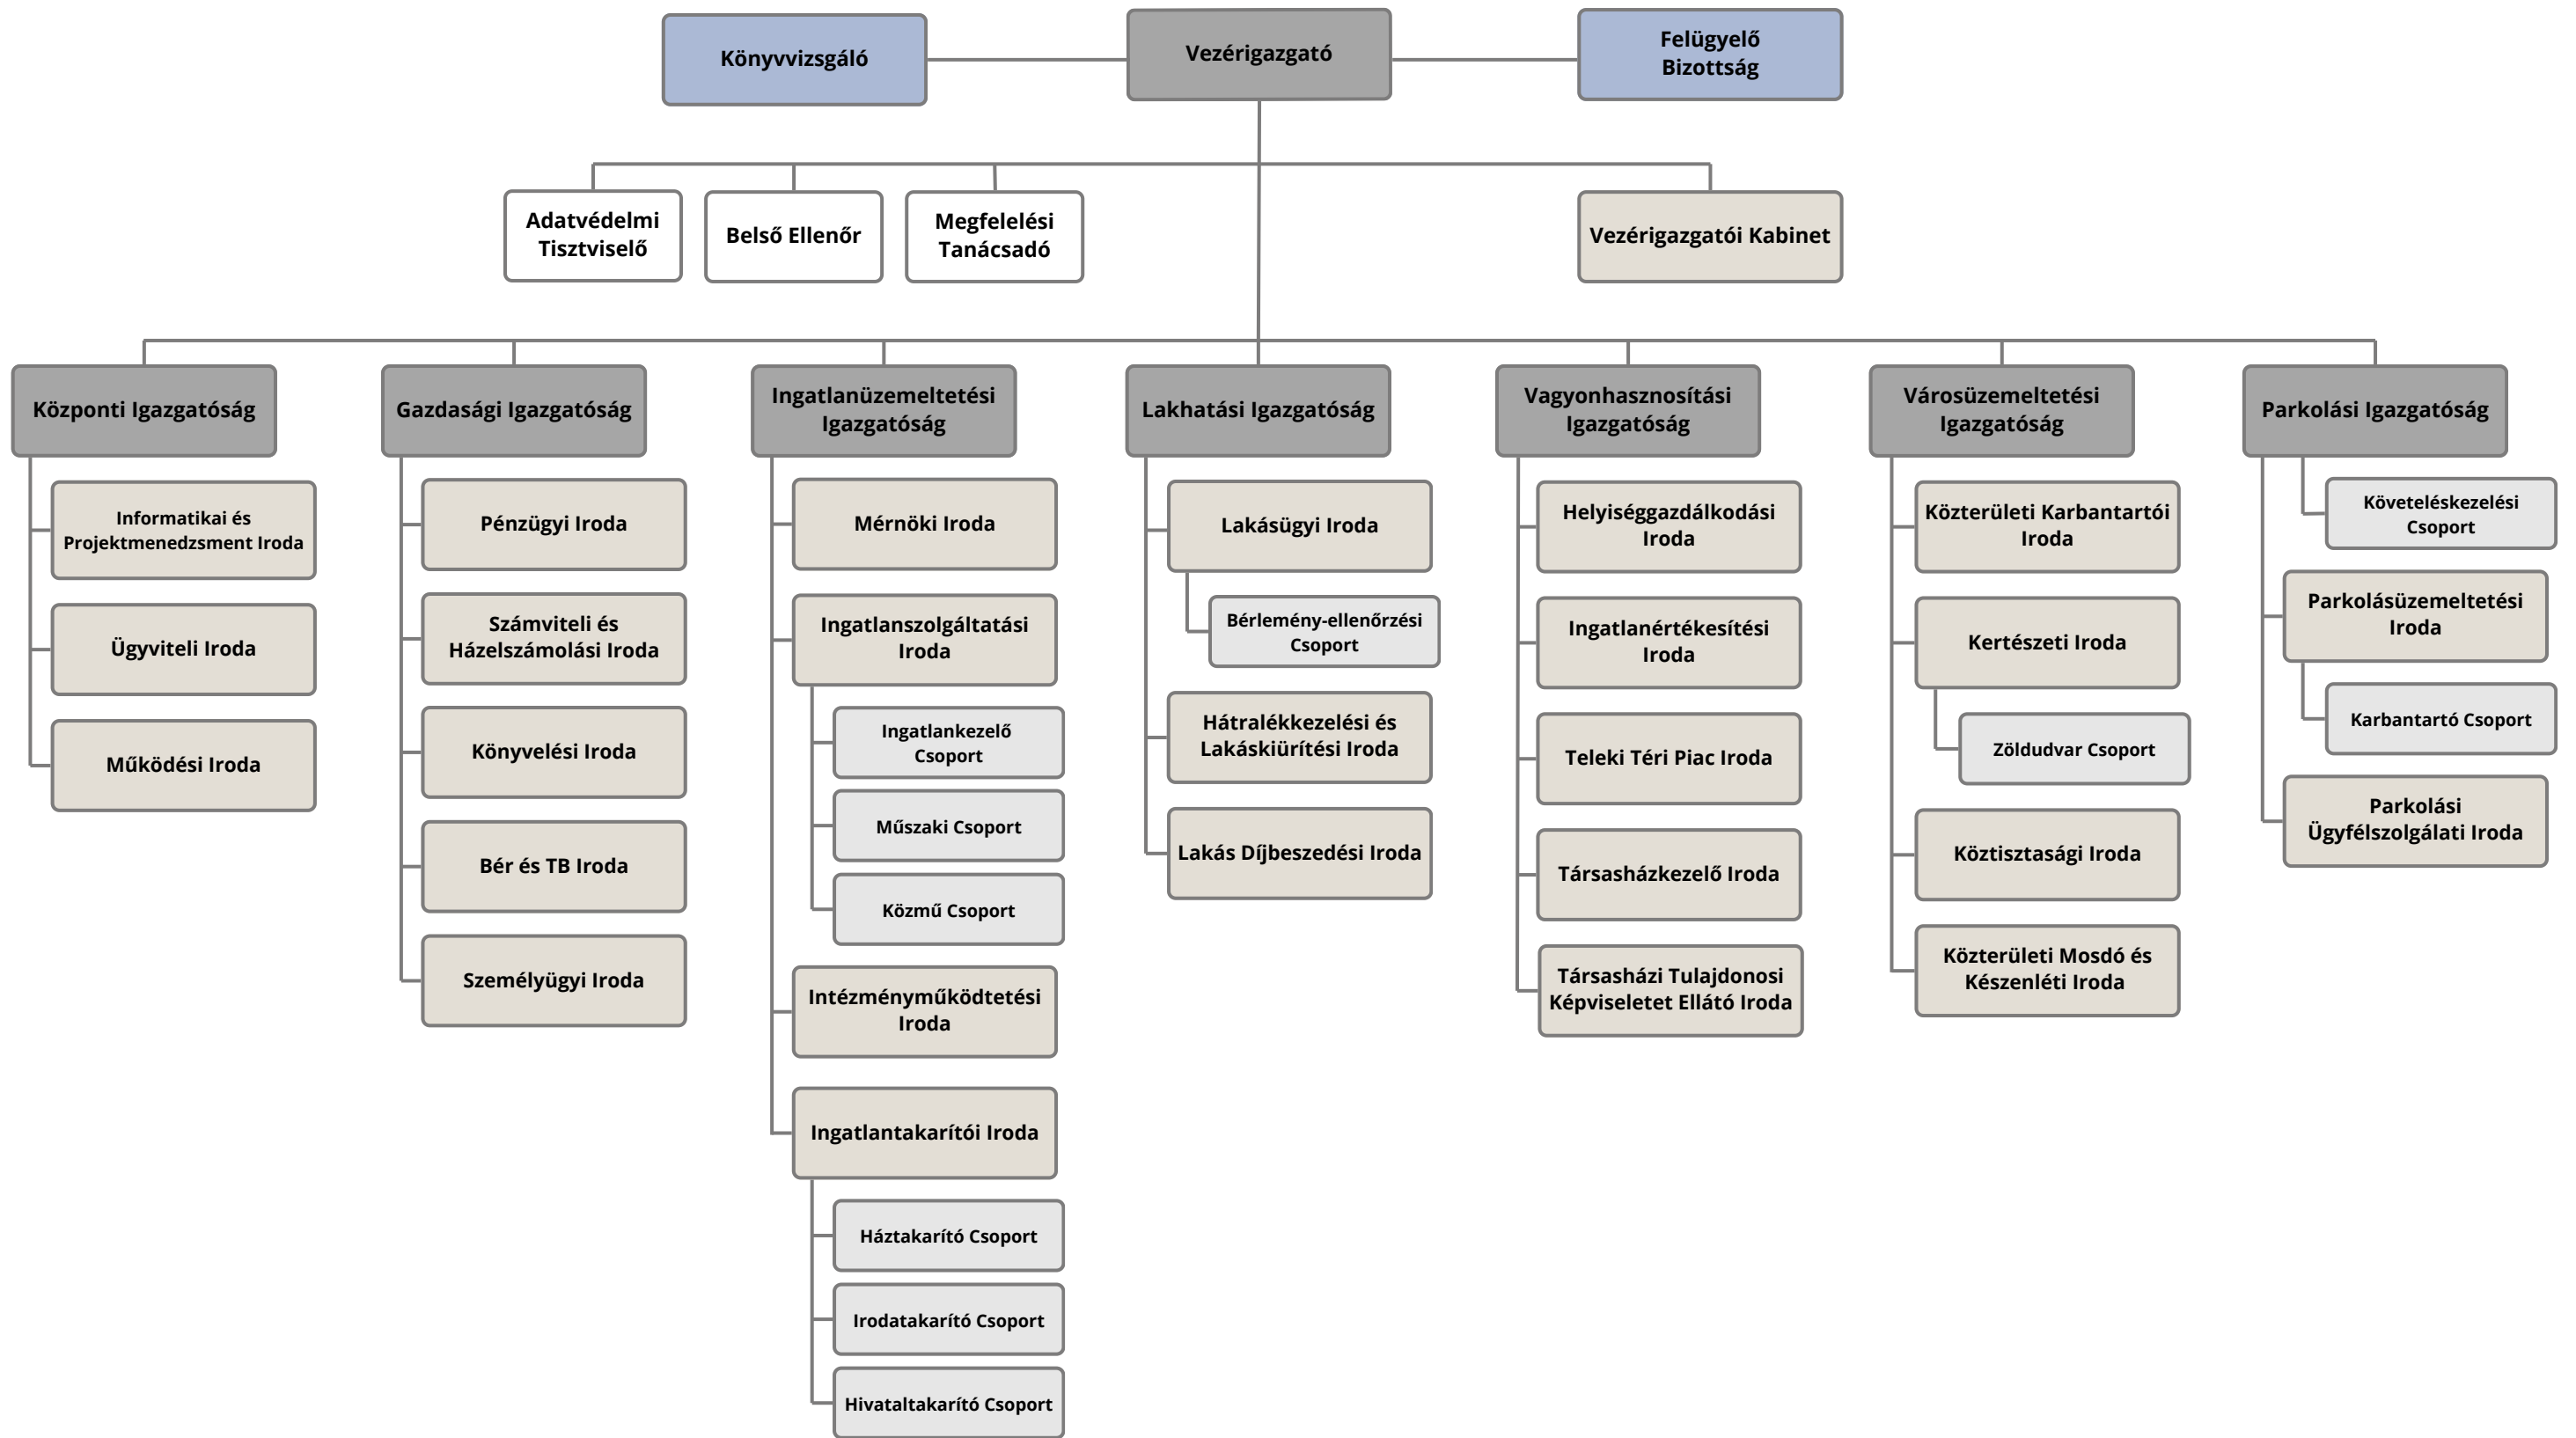 Könyvvizsgáló
Vezérigazgató
Felügyelő
Bizottság
Adatvédelmi
Tisztviselő
Belső Ellenőr
Megfelelési
Tanácsadó
Vezérigazgatói Kabinet
Központi Igazgatóság
Informatikai és
Projektmenedzsment Iroda
Ügyviteli Iroda
Működési Iroda
Gazdasági Igazgatóság
Pénzügyi Iroda
Számviteli és
Házelszámolási Iroda
Könyvelési Iroda
Bér és TB Iroda
Személyügyi Iroda
Ingatlanüzemeltetési
Igazgatóság
Mérnöki Iroda
Ingatlanszolgáltatási
Iroda
Ingatlankezelő
Csoport
Műszaki Csoport
Közmű Csoport
Intézményműködtetési
Iroda
Ingatlantakarítói Iroda
Háztakarító Csoport
Irodatakarító Csoport
Hivataltakarító Csoport
Lakhatási Igazgatóság
Lakásügyi Iroda
Bérlemény-ellenőrzési
Csoport
Hátralékkezelési és
Lakáskiürítési Iroda
Lakás Díjbeszedési Iroda
Vagyonhasznosítási
Igazgatóság
Helyiséggazdálkodási
Iroda
Ingatlanértékesítési
Iroda
Teleki Téri Piac Iroda
Társasházkezelő Iroda
Társasházi Tulajdonosi
Képviseletet Ellátó Iroda
Városüzemeltetési
Igazgatóság
Közterületi Karbantartói
Iroda
Kertészeti Iroda
Zöldudvar Csoport
Köztisztasági Iroda
Közterületi Mosdó és
Készenléti Iroda
Parkolási Igazgatóság
Követeléskezelési
Csoport
Parkolásüzemeltetési
Iroda
Karbantartó Csoport
Parkolási
Ügyfélszolgálati Iroda